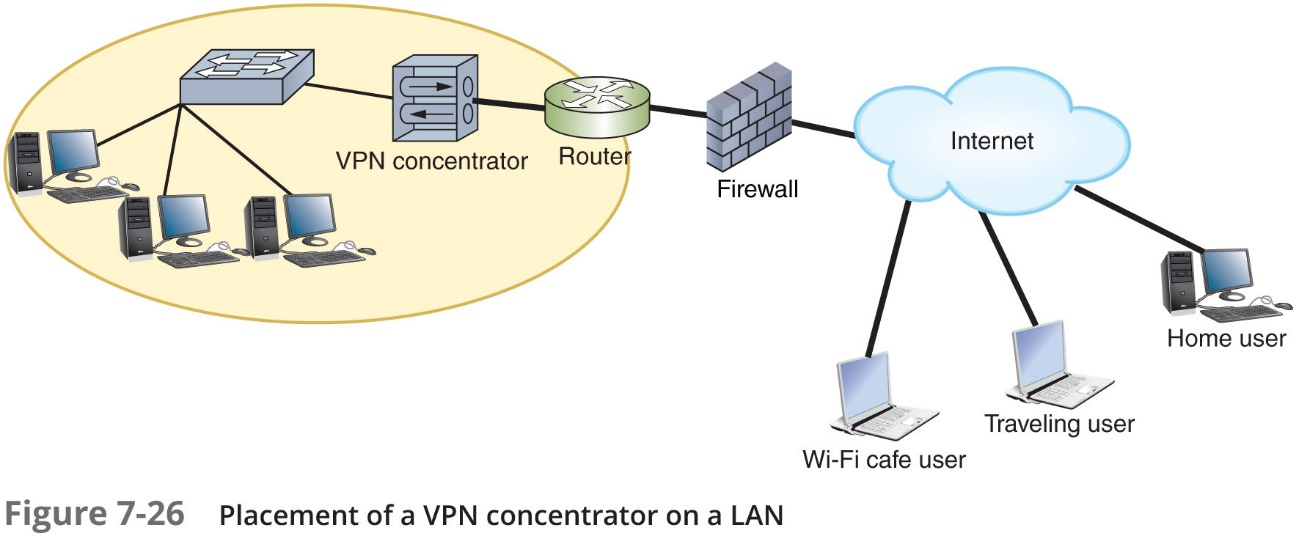 VPN concentrator
Router
Firewall
Internet
Home user
Traveling user
Wi-Fi cafe user
Figure 7-26 Placement of a VPN concentrator on a LAN